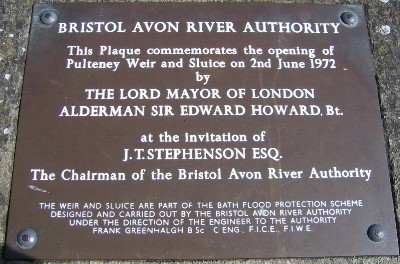 BRISTOL AVON RIVER AUTHORITY
This Plaque commemorates the opening of
Pulteney Weir and Sluice on 2nd June 1972
by
THE LORD MAYOR OF LONDON
ALDERMAN SIR EDWARD HOWARD, Bt.
at the invitation of
J.T.STEPHENSON ESQ.
The Chairman of the Bristol Avon River Authority
THE WEIR AND SLUICE ARE PART OF THE BATH FLOOD PROTECTION SCHEME
DESIGNED AND CARRIED OUT BY THE BRISTOL AVON RIVER AUTHORITY
UNDER THE DIRECTION OF THE ENGINEER TO THE AUTHORITY
FRANK GREENHALGH B Sc C ENG. F.I.C.E., F.I.W.E.